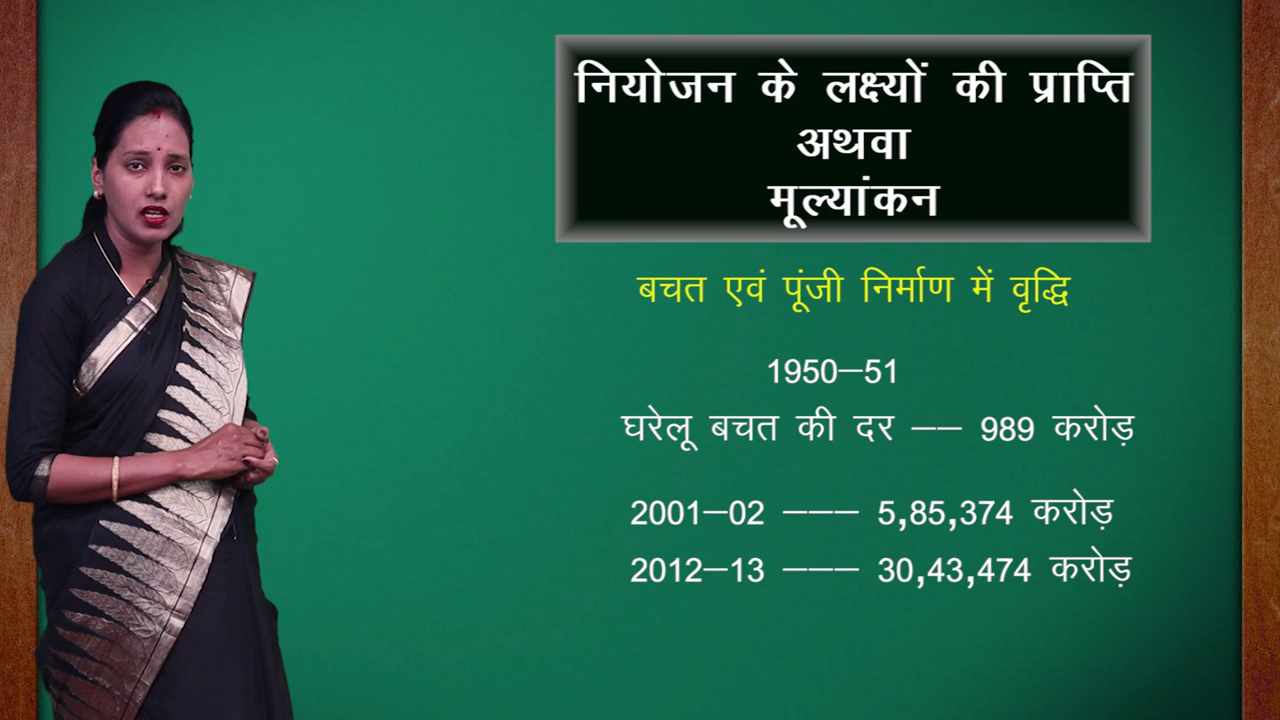 नियोजन के लक्ष्यों की प्राप्ति
अथवा
मूल्यांकन
बचत एवं पूंजी निर्माण में वृद्धि
1950–51
घरेलू बचत की दर –– 989 करोड़
2001–02 ––– 5,85,374 करोड़
2012–13 ––– 30,43,474 करोड़